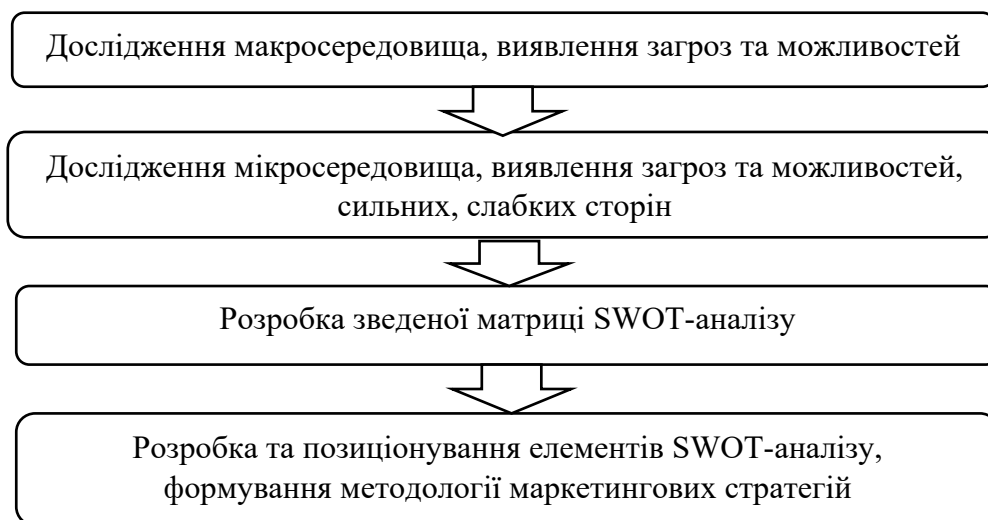 Дослідження макросередовища, виявлення загроз та можливостей
Дослідження мікросередовища, виявлення загроз та можливостей,
сильних, слабких сторін
Розробка зведеної матриці SWOT-аналізу
Розробка та позиціонування елементів SWOT-аналізу,
формування методології маркетингових стратегій